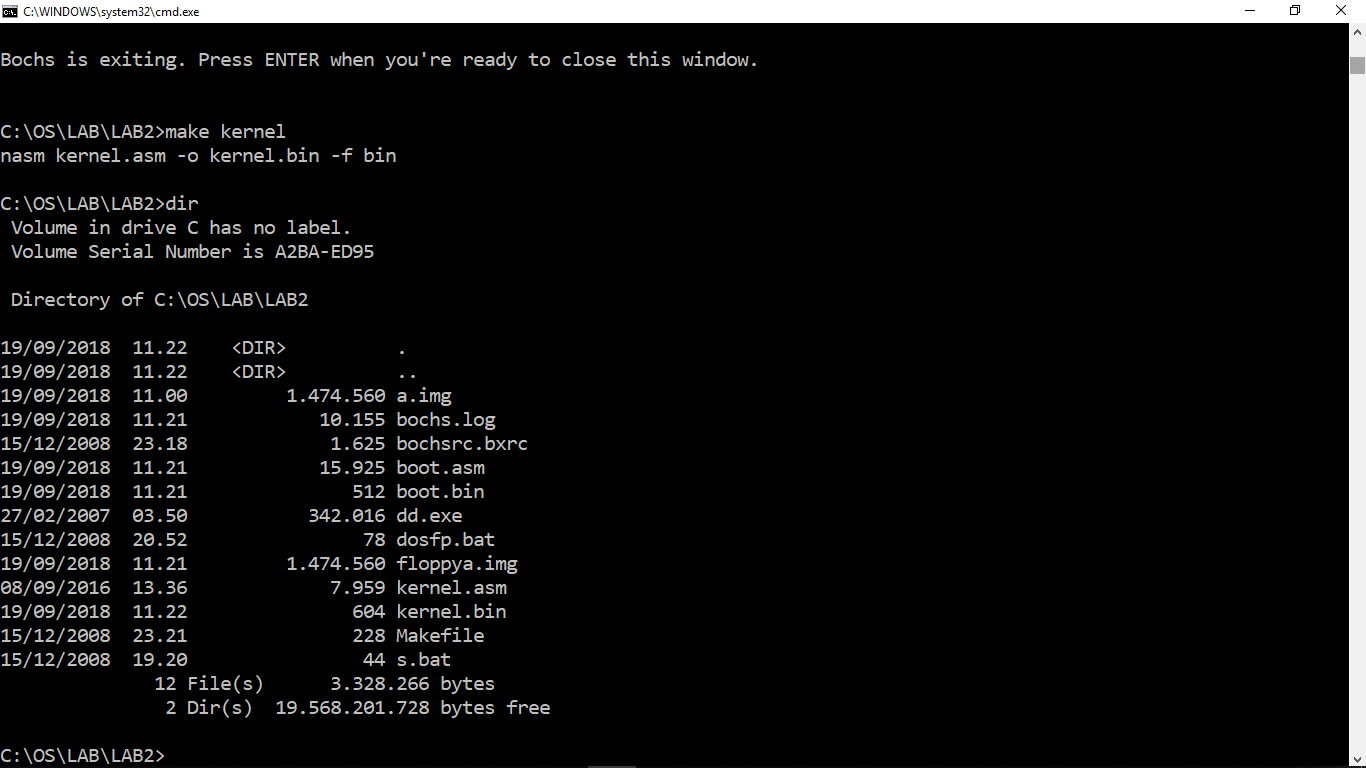 C:\WINDOWS\system32\cmd.exe
Bochs is exiting. Press ENTER when you're ready to close this window.
C:\OS\LAB\LAB2>make kernel
nasm kernel.asm -o kernel.bin -f bin
C:\OS\LAB\LAB2>dir
 Volume in drive C has no label.
 Volume Serial Number is A2BA-ED95
 Directory of C:\OS\LAB\LAB2
19/09/2018  11.22    <DIR>          .
19/09/2018  11.22    <DIR>          ..
19/09/2018  11.00         1.474.560 a.img
19/09/2018  11.21            10.155 bochs.log
15/12/2008  23.18             1.625 bochsrc.bxrc
19/09/2018  11.21            15.925 boot.asm
19/09/2018  11.21               512 boot.bin
27/02/2007  03.50           342.016 dd.exe
15/12/2008  20.52                78 dosfp.bat
19/09/2018  11.21         1.474.560 floppya.img
08/09/2016  13.36             7.959 kernel.asm
19/09/2018  11.22               604 kernel.bin
15/12/2008  23.21               228 Makefile
15/12/2008  19.20                44 s.bat
              12 File(s)      3.328.266 bytes
               2 Dir(s)  19.568.201.728 bytes free
C:\OS\LAB\LAB2>